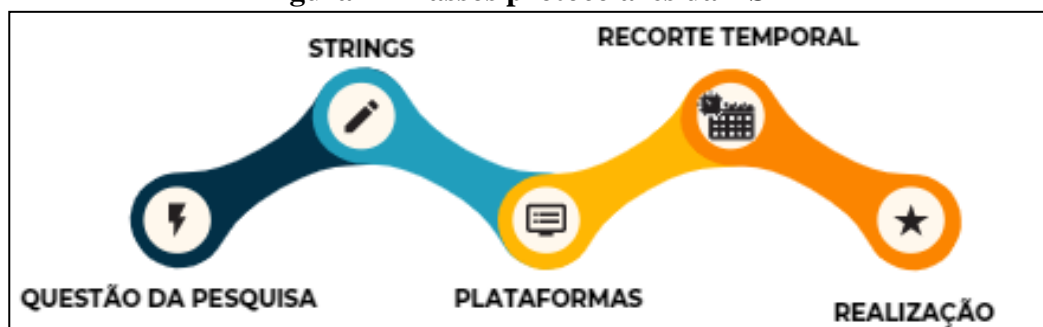 STRINGS
RECORTE TEMPORAL
QUESTÃO DA PESQUISA
PLATAFORMAS
REALIZAÇÃO